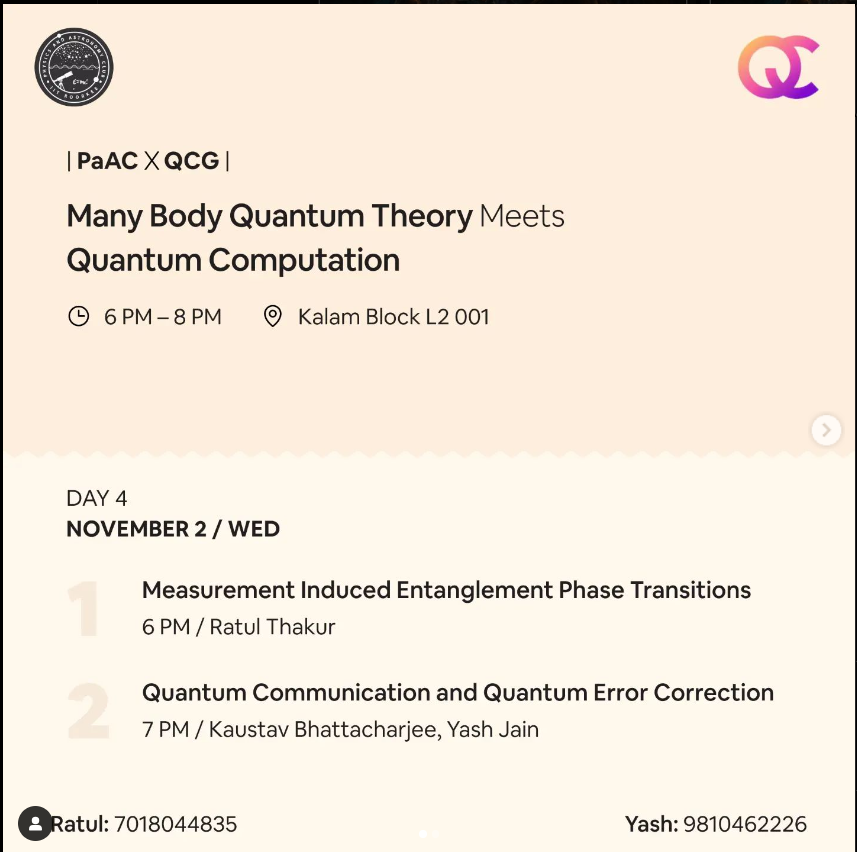 PHYSICS AND ASTRONOMY CLUB
IIT ROORKEE
QC
| PaAC X QCG |
Many Body Quantum Theory Meets
Quantum Computation
6 PM – 8 PM Kalam Block L2 001
DAY 4
NOVEMBER 2 / WED
1 Measurement Induced Entanglement Phase Transitions
6 PM / Ratul Thakur
2 Quantum Communication and Quantum Error Correction
7 PM / Kaustav Bhattacharjee, Yash Jain
Ratul: 7018044835 Yash: 9810462226